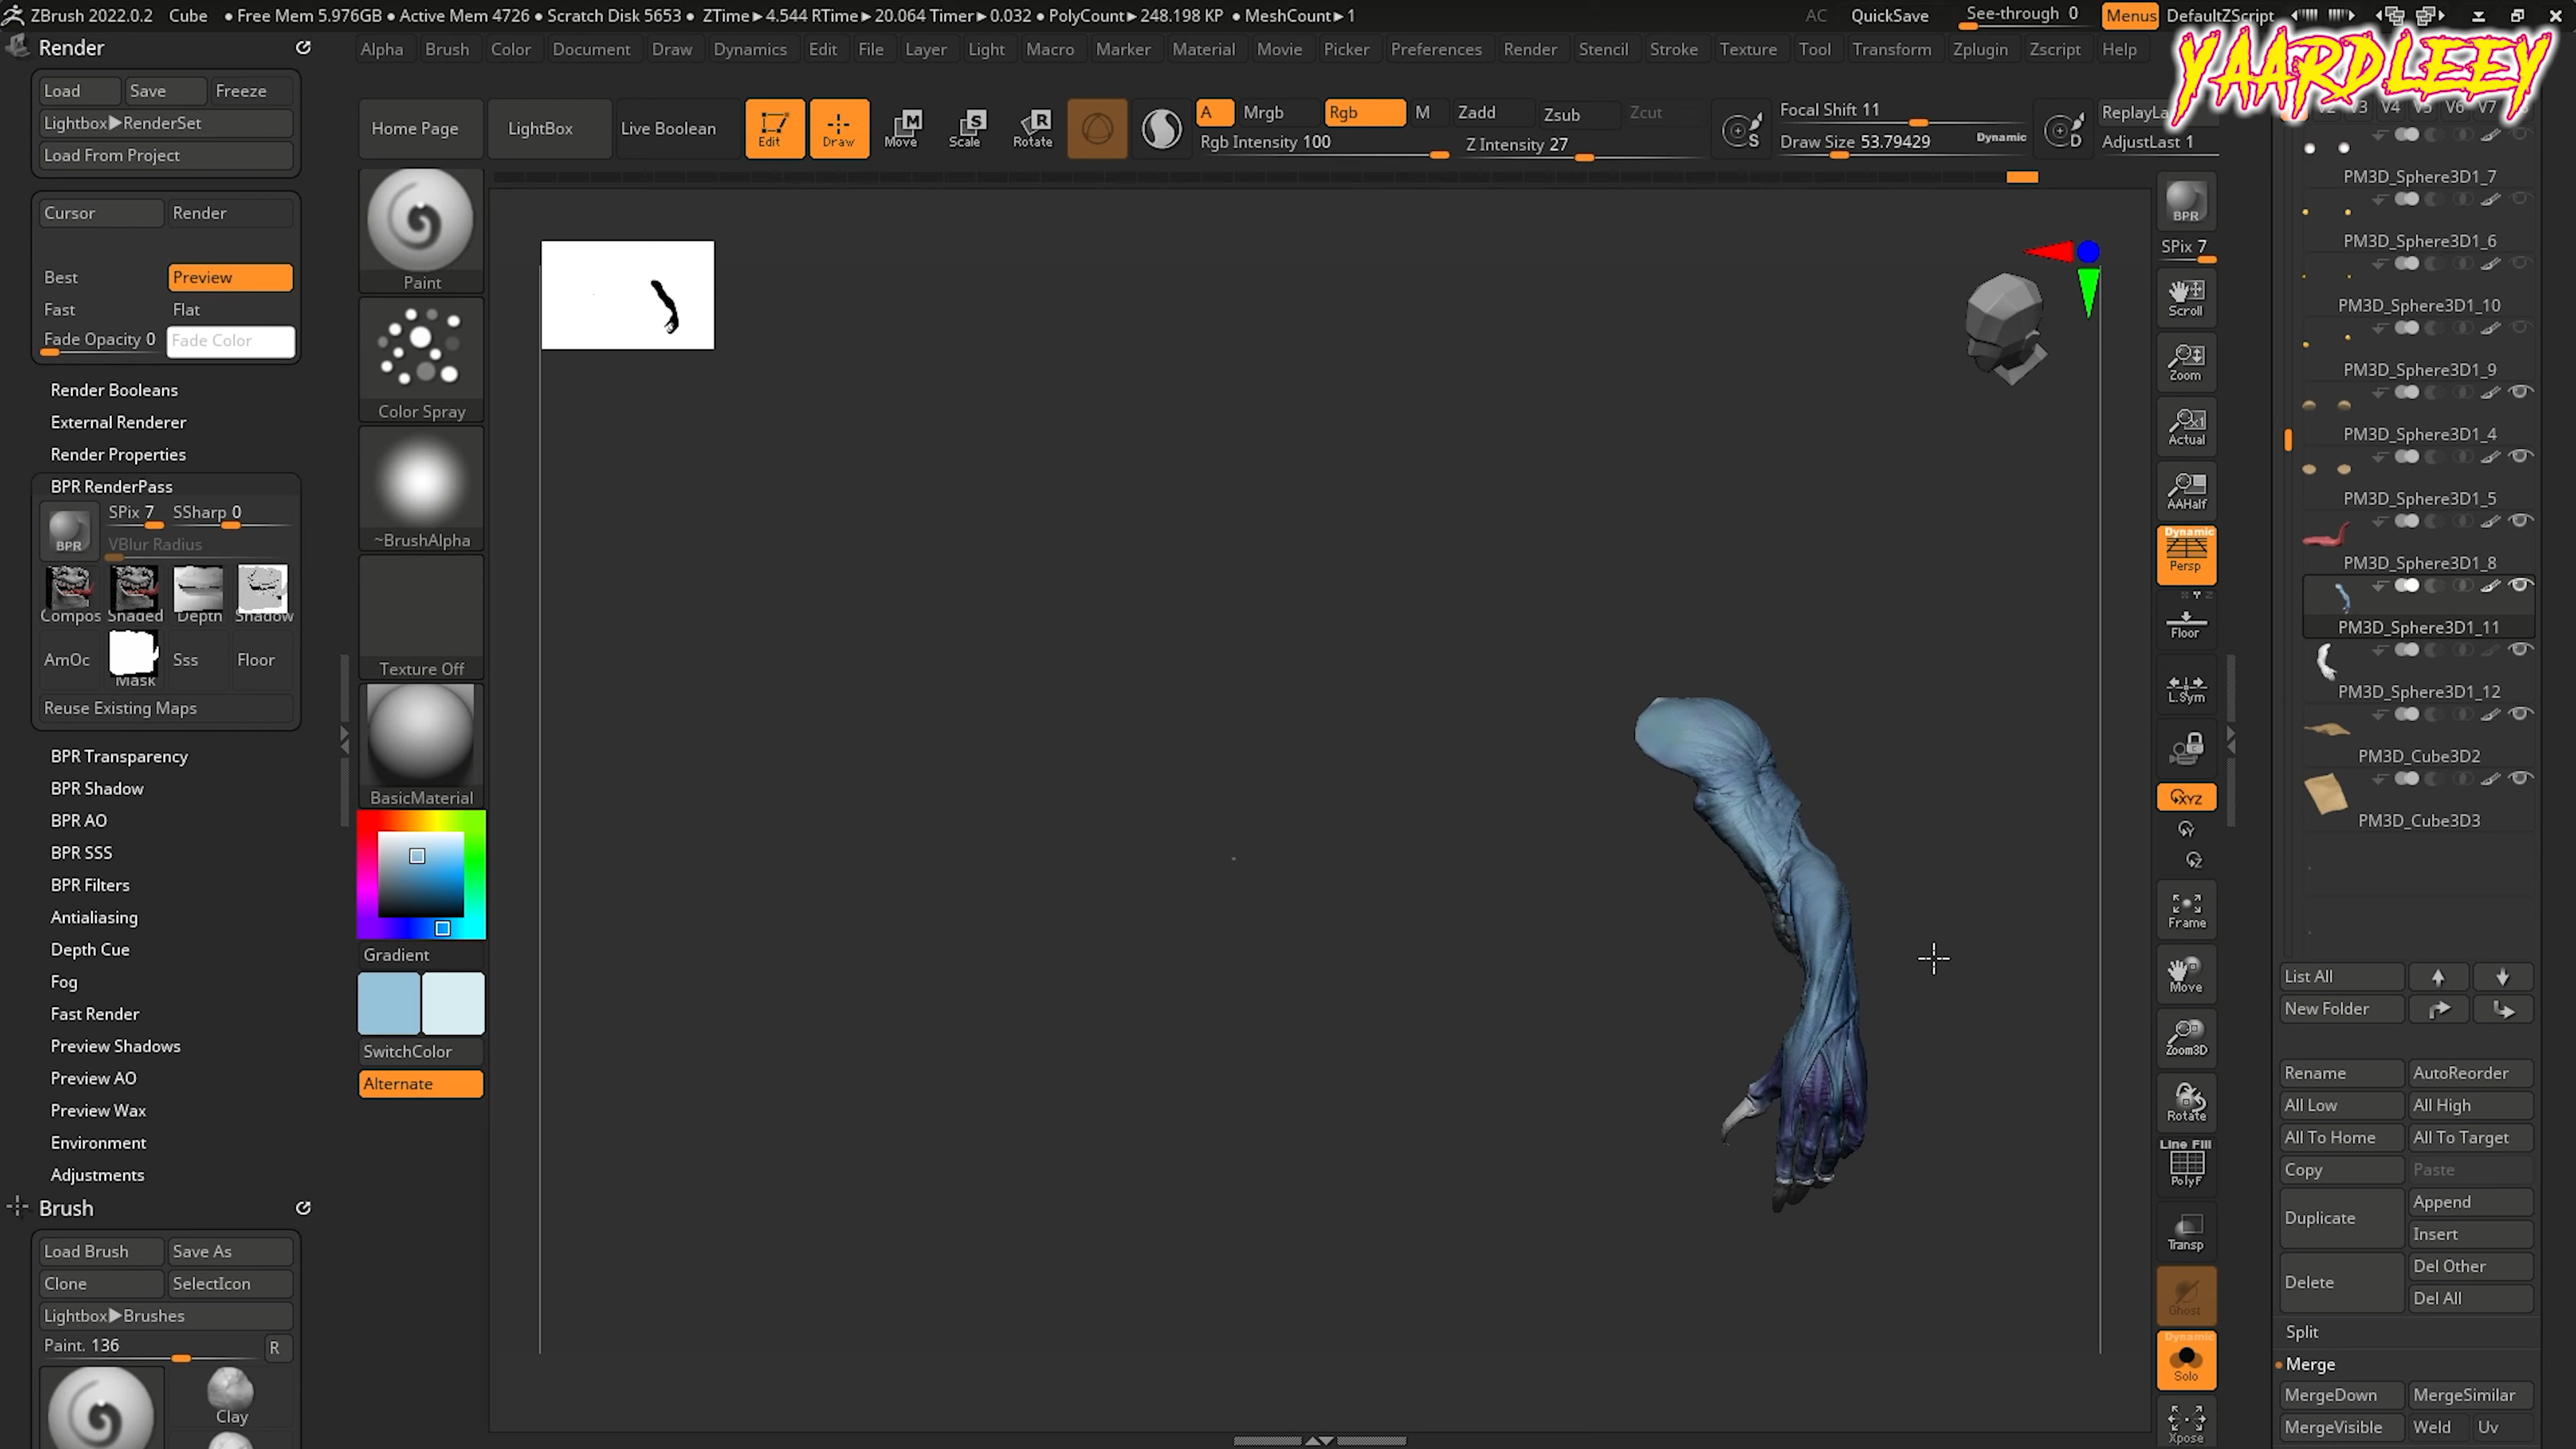 ZBrush 2022.0.2 Cube ● Free Mem 5.976GB ● Active Mem 4726 ● Scratch Disk 5653 ● ZTime►4.544 RTime►20.064 Timer►0.032 ● PolyCount►248.198 KP ● MeshCount►1 AC QuickSave See-through 0 Menus DefaultZScript
Render
Alpha Brush Color Document Draw Dynamics Edit File Layer Light Macro Marker Material Movie Picker Preferences Render Stencil Stroke Texture Tool Transform Zplugin Zscript Help
YAARDLEEY
Load Save Freeze
Lightbox►RenderSet
Load From Project
Cursor Render
Best Preview
Fast Flat
Fade Opacity 0 Fade Color
Render Booleans
External Renderer
Render Properties
BPR RenderPass
BPR SPix 7 SSharp 0
VBlur Radius
Compos Shaded Depth Shadow
AmOc Mask Sss Floor
Reuse Existing Maps
BPR Transparency
BPR Shadow
BPR AO
BPR SSS
BPR Filters
Antialiasing
Depth Cue
Fog
Fast Render
Preview Shadows
Preview AO
Preview Wax
Environment
Adjustments
Brush
Load Brush Save As
Clone SelectIcon
Lightbox►Brushes
Paint. 136 R
Clay
Home Page LightBox Live Boolean Edit Draw Move Scale Rotate
A Mrgb Rgb M Zadd Zsub Zcut
Rgb Intensity 100 Z Intensity 27
Focal Shift 11
Draw Size 53.79429 Dynamic
ReplayLa
AdjustLast 1
Paint
Color Spray
~BrushAlpha
Texture Off
BasicMaterial
Gradient
SwitchColor
Alternate
BPR
SPix 7
Scroll
Zoom
Actual
AAHalf
Dynamic
Persp
Floor
L.Sym
XYZ
Frame
Move
Zoom3D
Rotate
Line Fill
PolyF
Transp
Ghost
Dynamic
Solo
Xpose
V2 V3 V4 V5 V6 V7
PM3D_Sphere3D1_7
PM3D_Sphere3D1_6
PM3D_Sphere3D1_10
PM3D_Sphere3D1_9
PM3D_Sphere3D1_4
PM3D_Sphere3D1_5
PM3D_Sphere3D1_8
PM3D_Sphere3D1_11
PM3D_Sphere3D1_12
PM3D_Cube3D2
PM3D_Cube3D3
List All
New Folder
Rename AutoReorder
All Low All High
All To Home All To Target
Copy Paste
Duplicate Append
Insert
Delete Del Other
Del All
Split
Merge
MergeDown MergeSimilar
MergeVisible Weld Uv